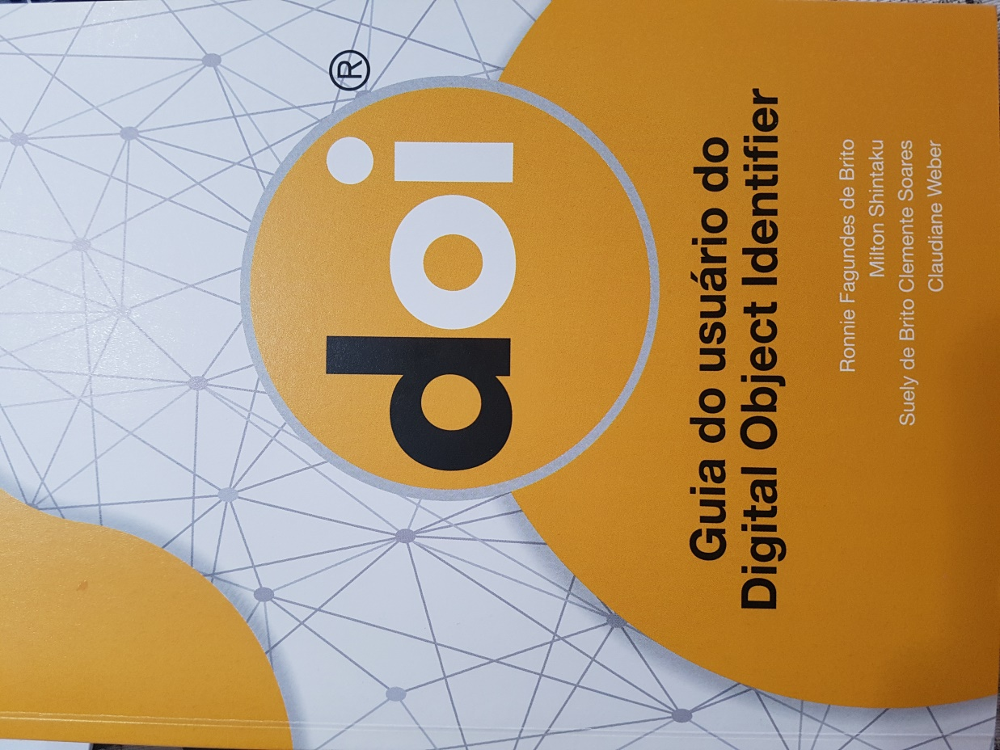 doi®
Guia do usuário do
Digital Object Identifier
Ronnie Fagundes de Brito
Milton Shintaku
Suely de Brito Clemente Soares
Claudiane Weber